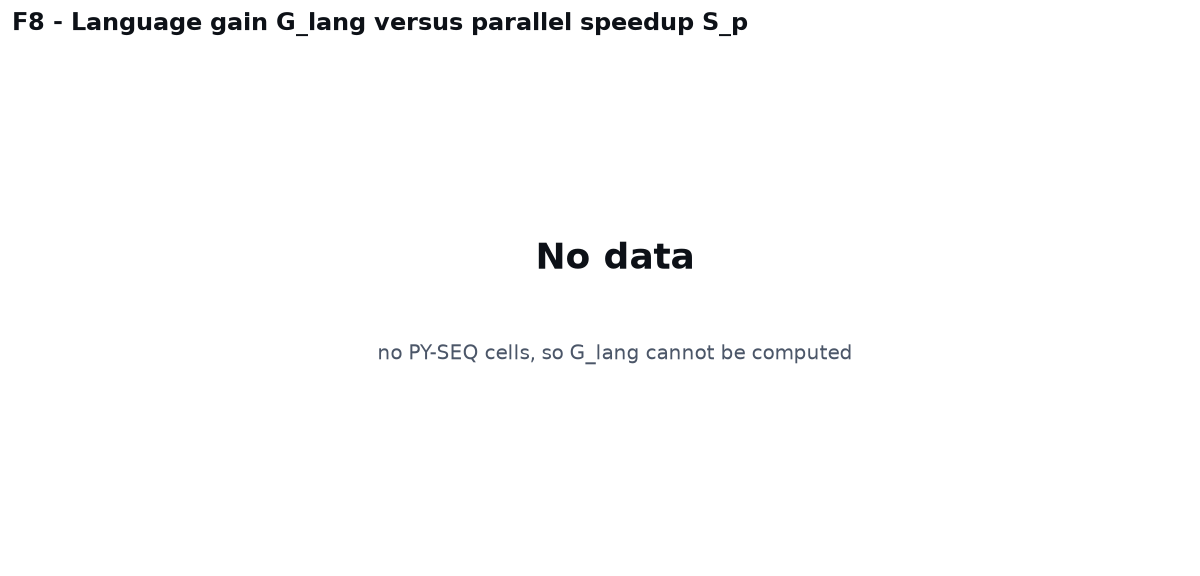 F8 - Language gain G_lang versus parallel speedup S_p
No data
no PY-SEQ cells, so G_lang cannot be computed